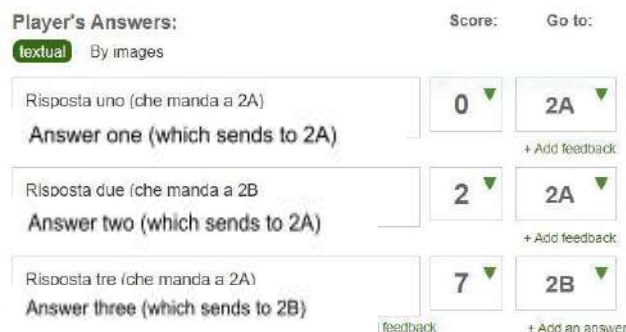 Player's Answers:
Score:
Go to:
textual
By images
Risposta uno (che manda a 2A)
Answer one (which sends to 2A)
0
2A
+ Add feedback
Risposta due (che manda a 2B
Answer two (which sends to 2A)
2
2A
+ Add feedback
Risposta tre (che manda a 2A)
Answer three (which sends to 2B)
7
2B
feedback
+ Add an answer